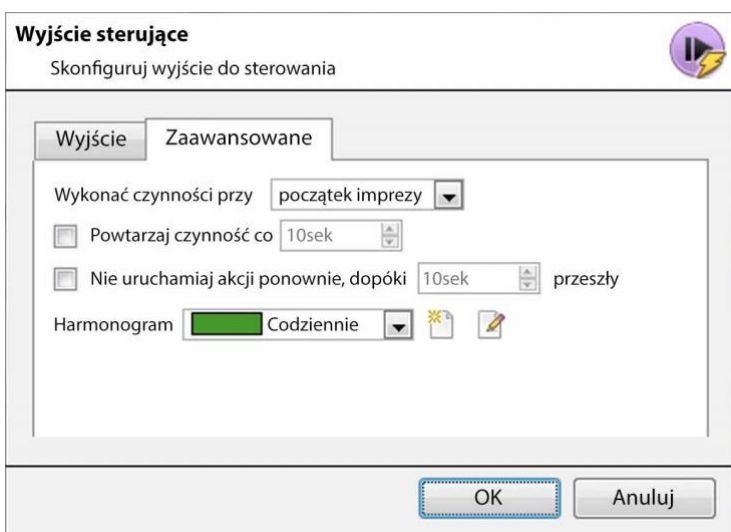 Wyjście sterujące
Skonfiguruj wyjście do sterowania
Wyjście Zaawansowane
Wykonać czynności przy początek imprezy
Powtarzaj czynność co 10sek
Nie uruchamiaj akcji ponownie, dopóki 10sek przeszły
Harmonogram Codziennie
OK Anuluj